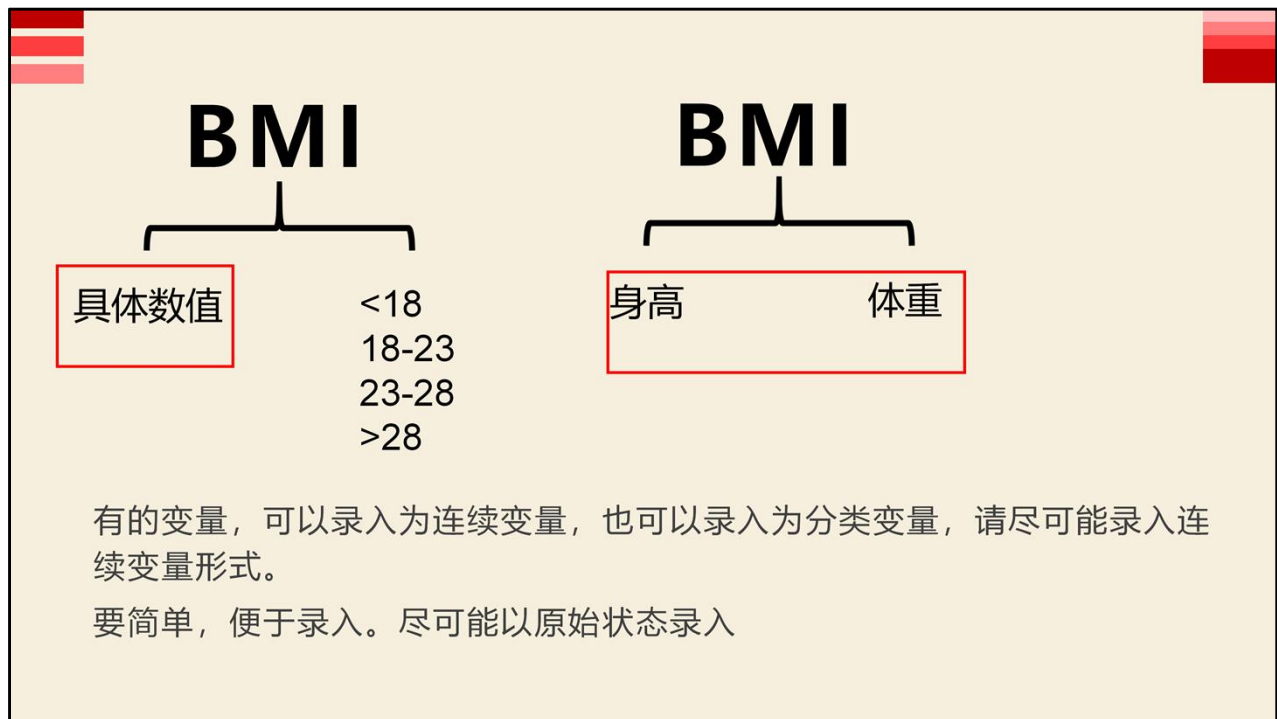 BMI
具体数值
<18
18-23
23-28
>28
BMI
身高 体重
有的变量，可以录入为连续变量，也可以录入为分类变量，请尽可能录入连
续变量形式。
要简单，便于录入。尽可能以原始状态录入